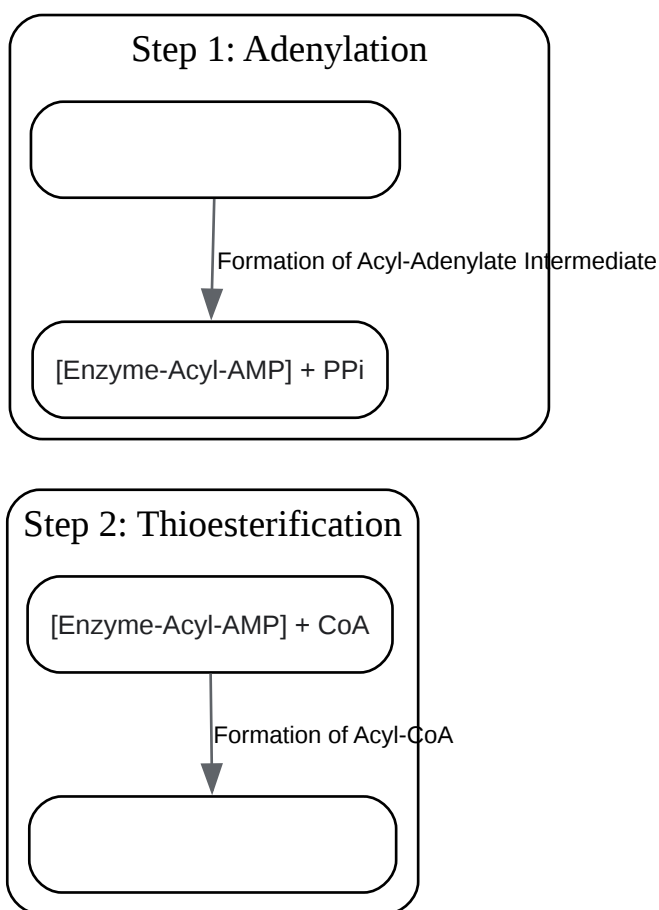 Step 1: Adenylation
Formation of Acyl-Adenylate Intermediate
[Enzyme-Acyl-AMP] + PPi
Step 2: Thioesterification
[Enzyme-Acyl-AMP] + CoA
Formation of Acyl-CoA